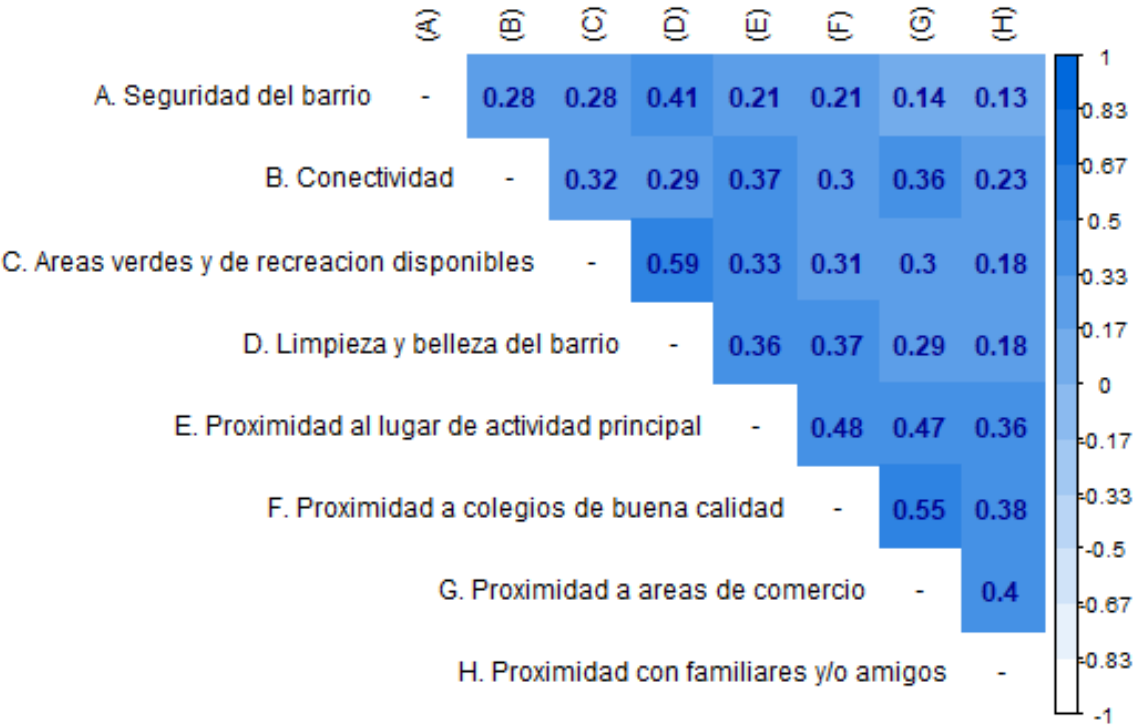 (A) (B) (C) (D) (E) (F) (G) (H)
A. Seguridad del barrio - 0.28 0.28 0.41 0.21 0.21 0.14 0.13
B. Conectividad - 0.32 0.29 0.37 0.3 0.36 0.23
C. Areas verdes y de recreacion disponibles - 0.59 0.33 0.31 0.3 0.18
D. Limpieza y belleza del barrio - 0.36 0.37 0.29 0.18
E. Proximidad al lugar de actividad principal - 0.48 0.47 0.36
F. Proximidad a colegios de buena calidad - 0.55 0.38
G. Proximidad a areas de comercio - 0.4
H. Proximidad con familiares y/o amigos -
1
0.83
0.67
0.5
0.33
0.17
0
-0.17
-0.33
-0.5
-0.67
-0.83
-1